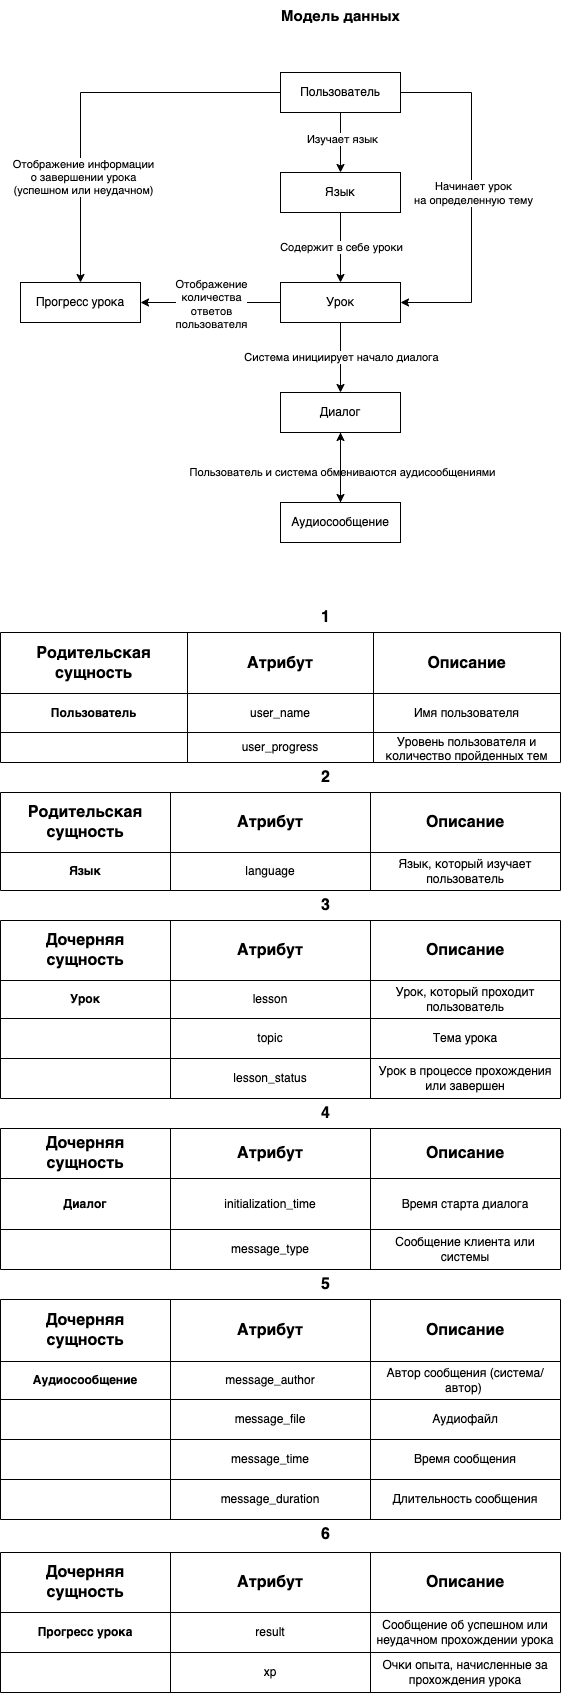 Модель данных
Пользователь
Изучает язык
Отображение информации
о завершении урока
(успешном или неудачном)
Начинает урок
на определенную тему
Язык
Содержит в себе уроки
Отображение
количества
ответов
пользователя
Прогресс урока
Урок
Система инициирует начало диалога
Диалог
Пользователь и система обмениваются аудисообщениями
Аудиосообщение
1
Родительская
сущность
Атрибут
Описание
Пользователь
user_name
Имя пользователя
user_progress
Уровень пользователя и
количество пройденных тем
2
Родительская
сущность
Атрибут
Описание
Язык
language
Язык, который изучает
пользователь
3
Дочерняя
сущность
Атрибут
Описание
Урок
lesson
Урок, который проходит
пользователь
topic
Тема урока
lesson_status
Урок в процессе прохождения
или завершен
4
Дочерняя
сущность
Атрибут
Описание
Диалог
initialization_time
Время старта диалога
message_type
Сообщение клиента или
системы
5
Дочерняя
сущность
Атрибут
Описание
Аудиосообщение
message_author
Автор сообщения (система/
автор)
message_file
Аудиофайл
message_time
Время сообщения
message_duration
Длительность сообщения
6
Дочерняя
сущность
Атрибут
Описание
Прогресс урока
result
Сообщение об успешном или
неудачном прохождении урока
xp
Очки опыта, начисленные за
прохождения урока